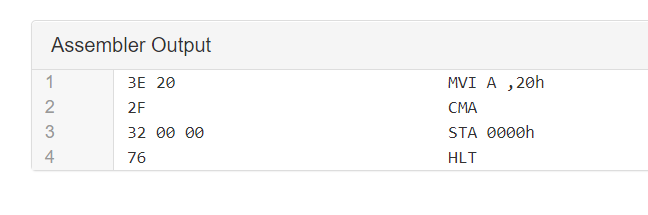 Assembler Output
1 3E 20 MVI A ,20h
2 2F CMA
3 32 00 00 STA 0000h
4 76 HLT